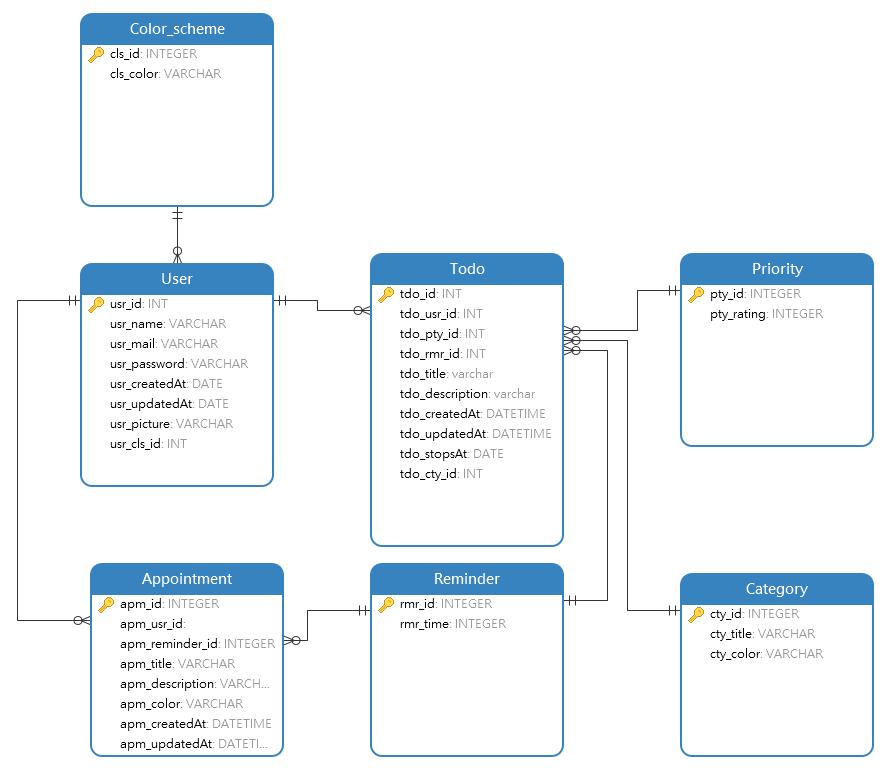 Color_scheme
cls_id: INTEGER
cls_color: VARCHAR
User
usr_id: INT
usr_name: VARCHAR
usr_mail: VARCHAR
usr_password: VARCHAR
usr_createdAt: DATE
usr_updatedAt: DATE
usr_picture: VARCHAR
usr_cls_id: INT
Todo
tdo_id: INT
tdo_usr_id: INT
tdo_pty_id: INT
tdo_rmr_id: INT
tdo_title: varchar
tdo_description: varchar
tdo_createdAt: DATETIME
tdo_updatedAt: DATETIME
tdo_stopsAt: DATE
tdo_cty_id: INT
Priority
pty_id: INTEGER
pty_rating: INTEGER
Appointment
apm_id: INTEGER
apm_usr_id:
apm_reminder_id: INTEGER
apm_title: VARCHAR
apm_description: VARCH...
apm_color: VARCHAR
apm_createdAt: DATETIME
apm_updatedAt: DATETI...
Reminder
rmr_id: INTEGER
rmr_time: INTEGER
Category
cty_id: INTEGER
cty_title: VARCHAR
cty_color: VARCHAR